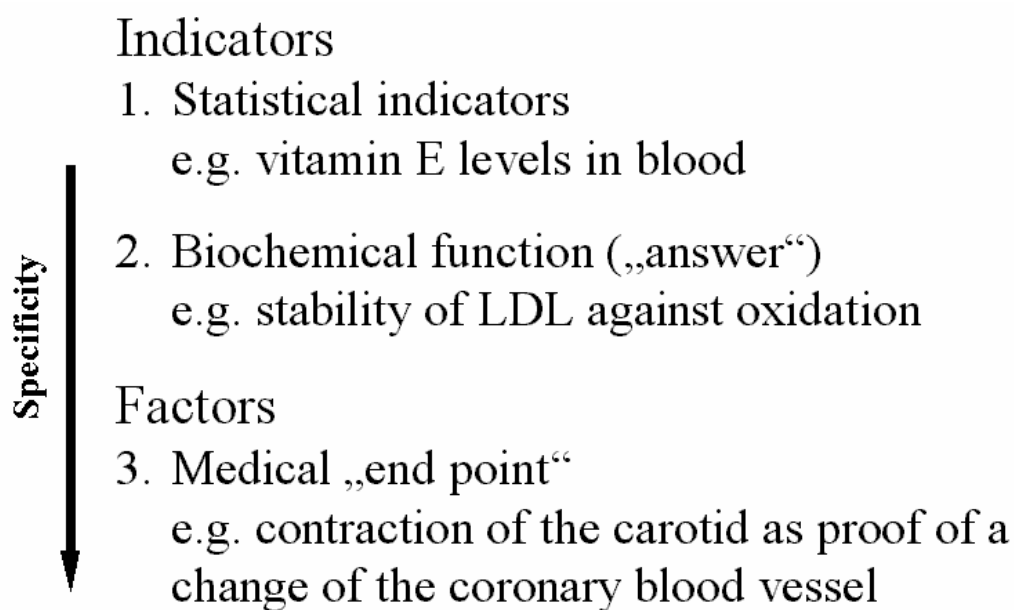 Indicators
1. Statistical indicators
e.g. vitamin E levels in blood
2. Biochemical function („answer“)
e.g. stability of LDL against oxidation
Specificity
Factors
3. Medical „end point“
e.g. contraction of the carotid as proof of a
change of the coronary blood vessel